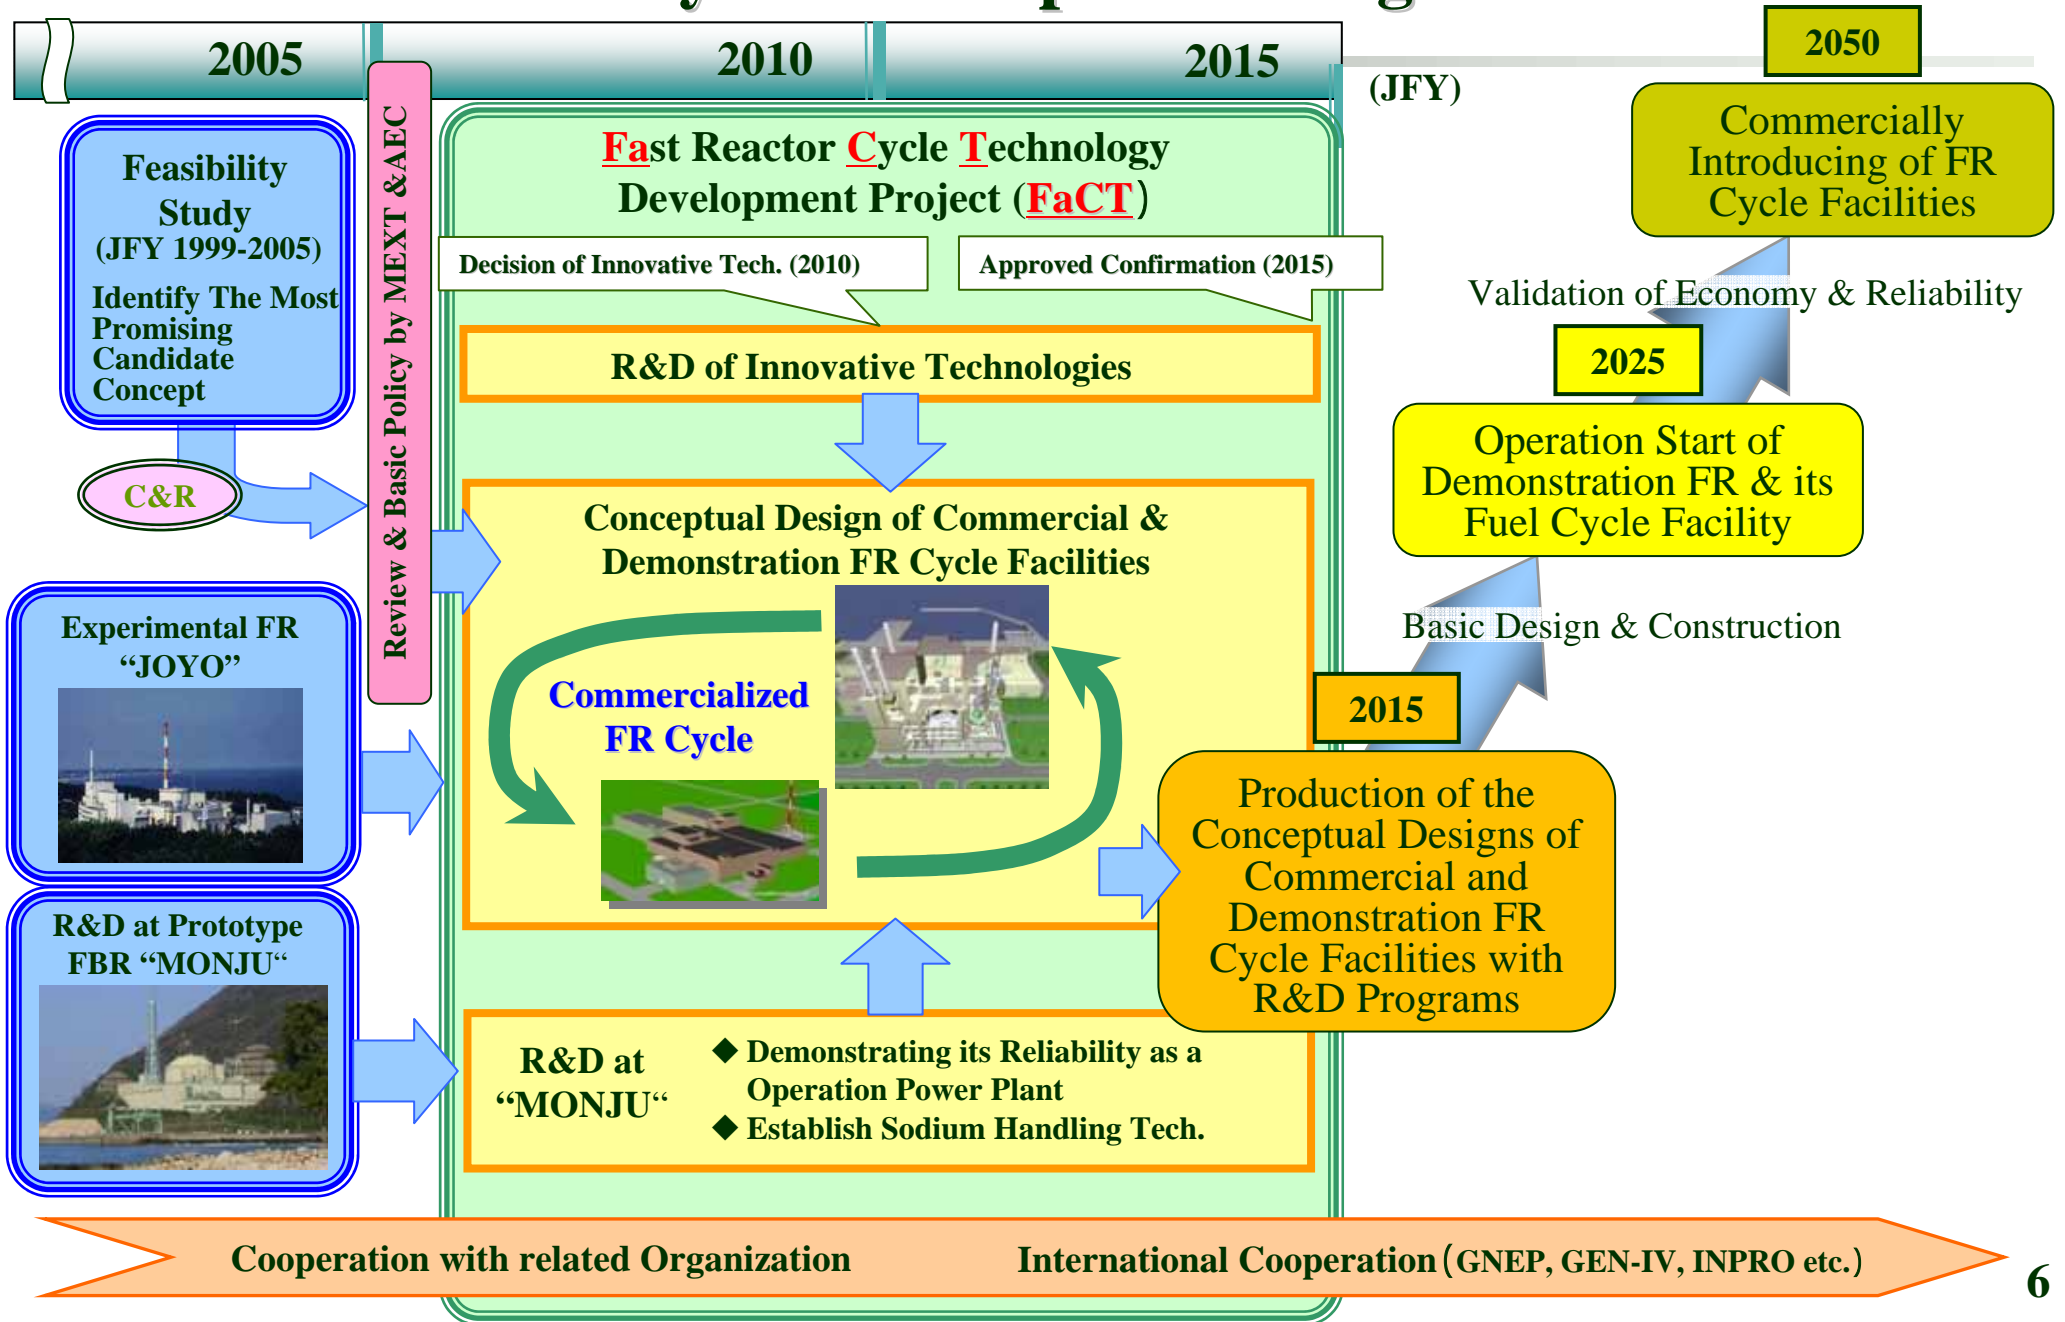 2005
2010
2015
(JFY)
2050
Commercially
Introducing of FR
Cycle Facilities
Feasibility
Study
(JFY 1999-2005)
Identify The Most
Promising
Candidate
Concept
C&R
Review & Basic Policy by MEXT &AEC
Fast Reactor Cycle Technology
Development Project (FaCT)
Decision of Innovative Tech. (2010)
Approved Confirmation (2015)
R&D of Innovative Technologies
Validation of Economy & Reliability
2025
Operation Start of
Demonstration FR & its
Fuel Cycle Facility
Conceptual Design of Commercial &
Demonstration FR Cycle Facilities
Commercialized
FR Cycle
Basic Design & Construction
2015
Production of the
Conceptual Designs of
Commercial and
Demonstration FR
Cycle Facilities with
R&D Programs
Experimental FR
“JOYO”
R&D at Prototype
FBR “MONJU“
R&D at
“MONJU“
◆ Demonstrating its Reliability as a
Operation Power Plant
◆ Establish Sodium Handling Tech.
Cooperation with related Organization
International Cooperation (GNEP, GEN-IV, INPRO etc.)
6